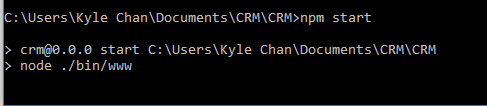 C:\Users\Kyle Chan\Documents\CRM\CRM>npm start
> crm@0.0.0 start C:\Users\Kyle Chan\Documents\CRM\CRM
> node ./bin/www